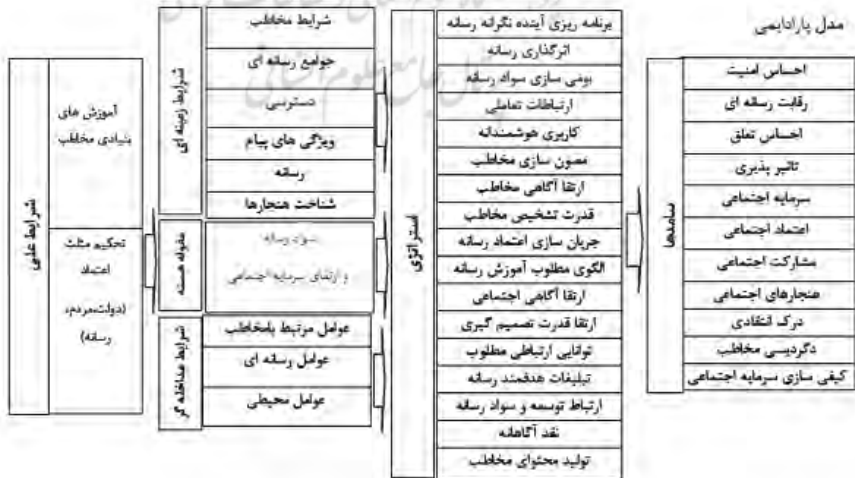 مدل پارادایمی
شرایط علی
آموزش های
بنیادی مخاطب
تحکیم مثلث
اعتماد
(دولت،مردم،
رسانه)
شرایط زمینه ای
شرایط مخاطب
جوامع رسانه ای
دسترسی
ویژگی های پیام
رسانه
شناخت هنجارها
مقوله هسته
سواد رسانه
و ارتقای سرمایه اجتماعی
شرایط مداخله گر
عوامل مرتبط بامخاطب
عوامل رسانه ای
عوامل محیطی
استراتژی
برنامه ریزی آینده نگرانه رسانه
اثرگذاری رسانه
بومی سازی سواد رسانه
ارتباطات تعاملی
کاربری هوشمندانه
مصون سازی مخاطب
ارتقا آگاهی مخاطب
قدرت تشخیص مخاطب
جریان سازی اعتماد رسانه
الگوی مطلوب آموزش رسانه
ارتقا آگاهی اجتماعی
ارتقا قدرت تصمیم گیری
توانایی ارتباطی مطلوب
تبلیغات هدفمند رسانه
ارتباط توسعه و سواد رسانه
نقد آگاهانه
تولید محتوای مخاطب
پیامدها
احساس امنیت
رقابت رسانه ای
احساس تعلق
تاثیر پذیری
سرمایه اجتماعی
اعتماد اجتماعی
مشارکت اجتماعی
هنجارهای اجتماعی
درک انتقادی
دگردیسی مخاطب
کیفی سازی سرمایه اجتماعی